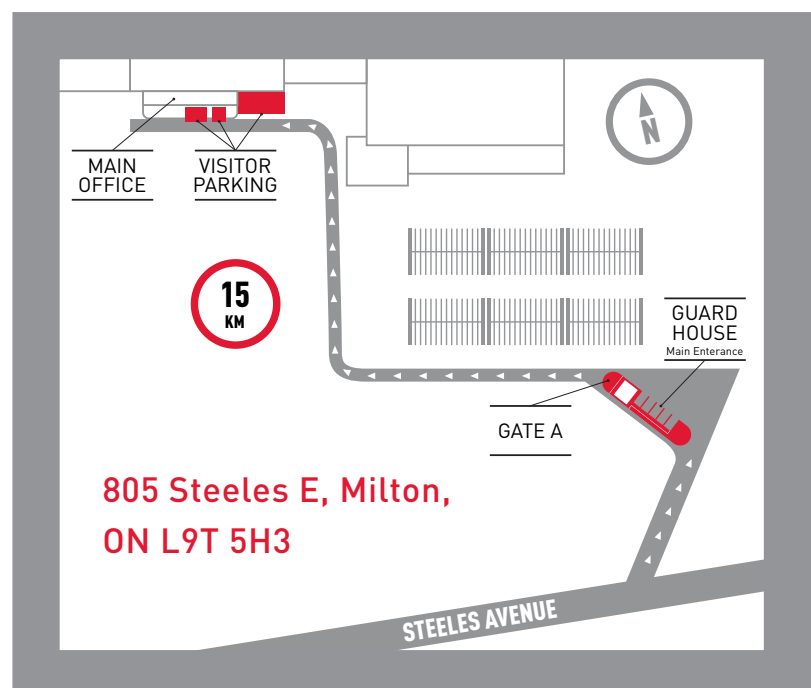 N
MAIN
OFFICE
VISITOR
PARKING
15
KM
GUARD
HOUSE
Main Enterance
GATE A
805 Steeles E, Milton,
ON L9T 5H3
STEELES AVENUE